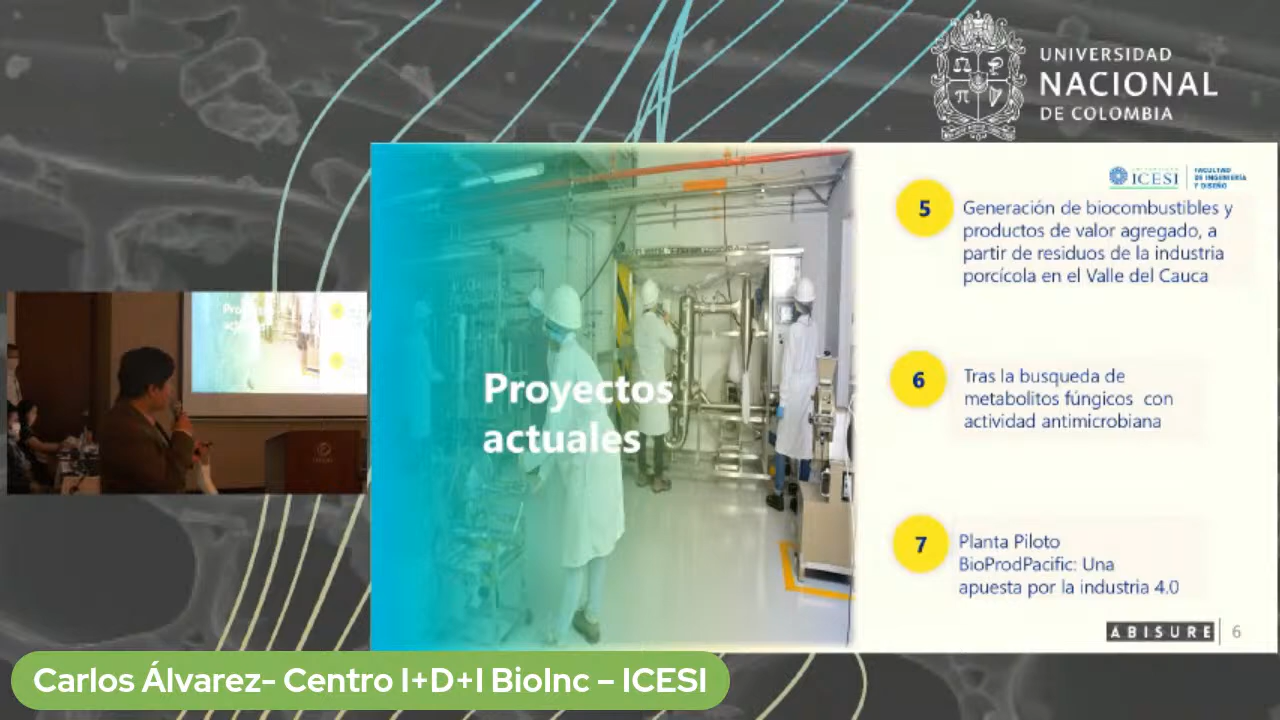 UNIVERSIDAD
NACIONAL
DE COLOMBIA
ICESI
FACULTAD
DE INGENIERÍA
Y DISEÑO
5
Generación de biocombustibles y
productos de valor agregado, a
partir de residuos de la industria
porcícola en el Valle del Cauca
Proyectos
actuales
6
Tras la busqueda de
metabolitos fúngicos con
actividad antimicrobiana
7
Planta Piloto
BioProdPacific: Una
apuesta por la industria 4.0
ABISURE
6
Carlos Álvarez- Centro I+D+I BioInc – ICESI